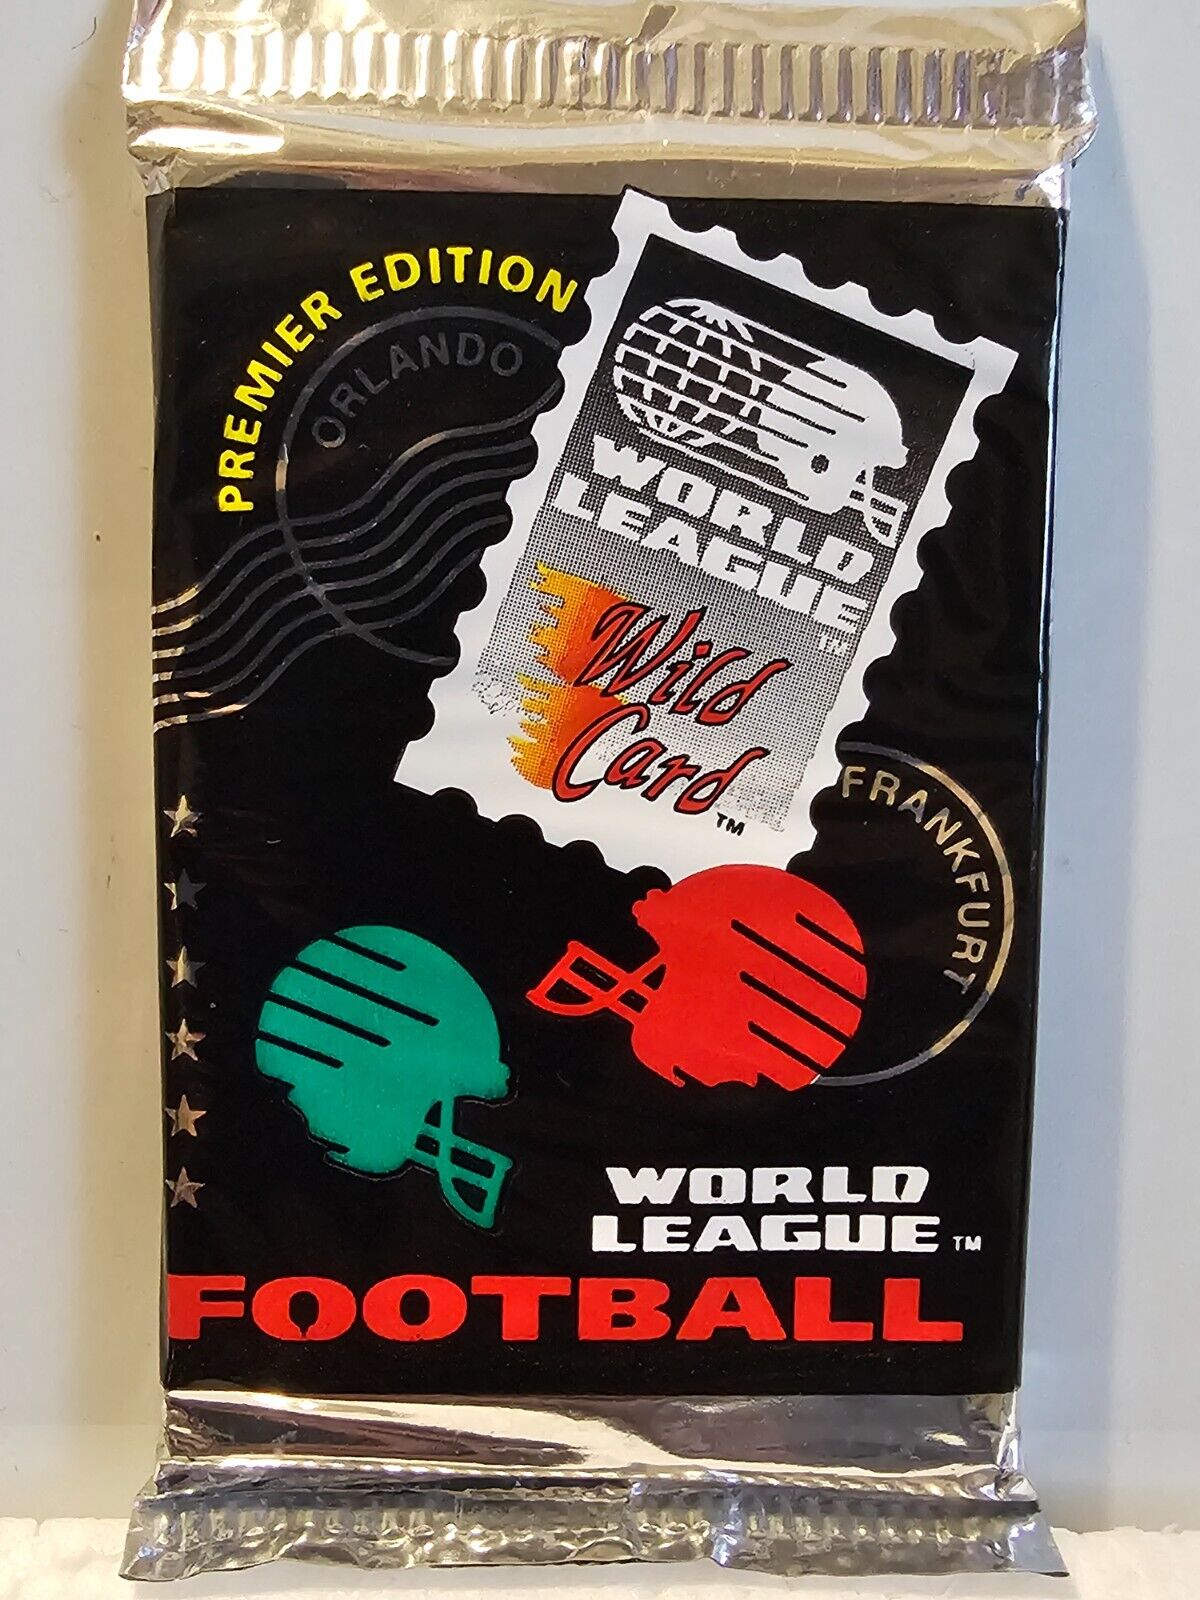 PREMIER EDITION
ORLANDO
WORLD
LEAGUE
TM
Wild
Card
TM
FRANKFURT
WORLD
LEAGUE TM
FOOTBALL